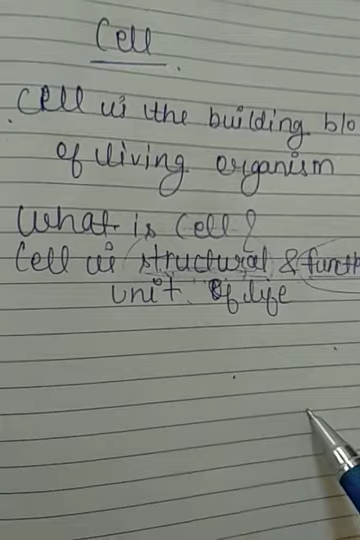 Cell
Cell is the building blo
of living organism
What is Cell?
Cell is structural & funct
unit of life